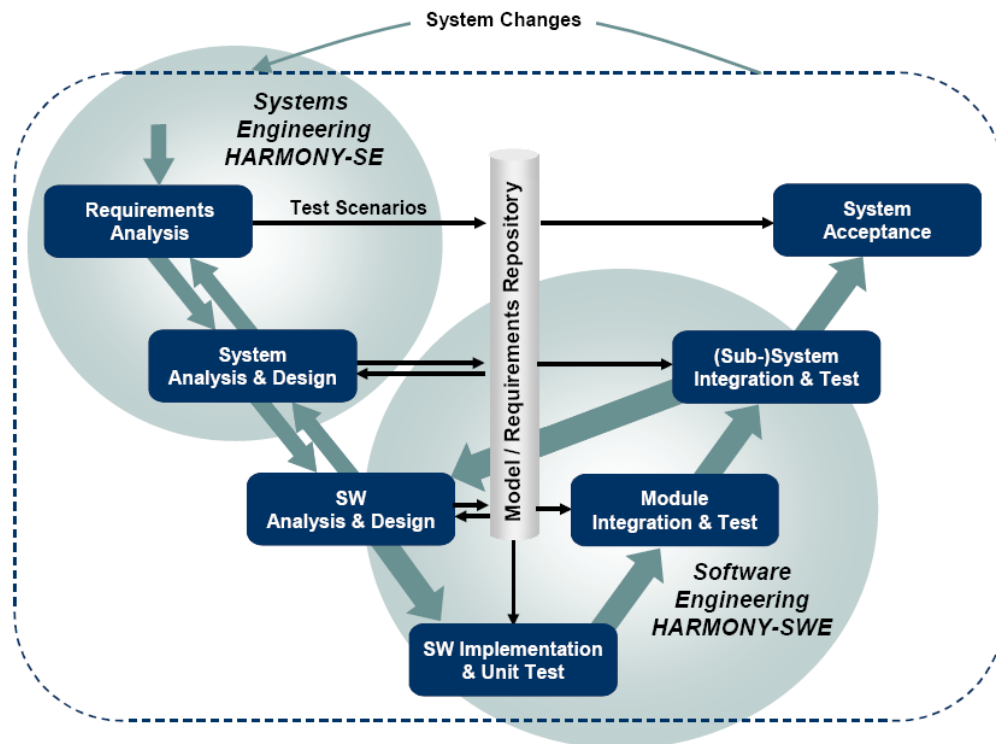 System Changes
Systems
Engineering
HARMONY-SE
Requirements
Analysis
Test Scenarios
Model / Requirements Repository
System
Acceptance
System
Analysis & Design
(Sub-)System
Integration & Test
SW
Analysis & Design
Module
Integration & Test
Software
Engineering
HARMONY-SWE
SW Implementation
& Unit Test